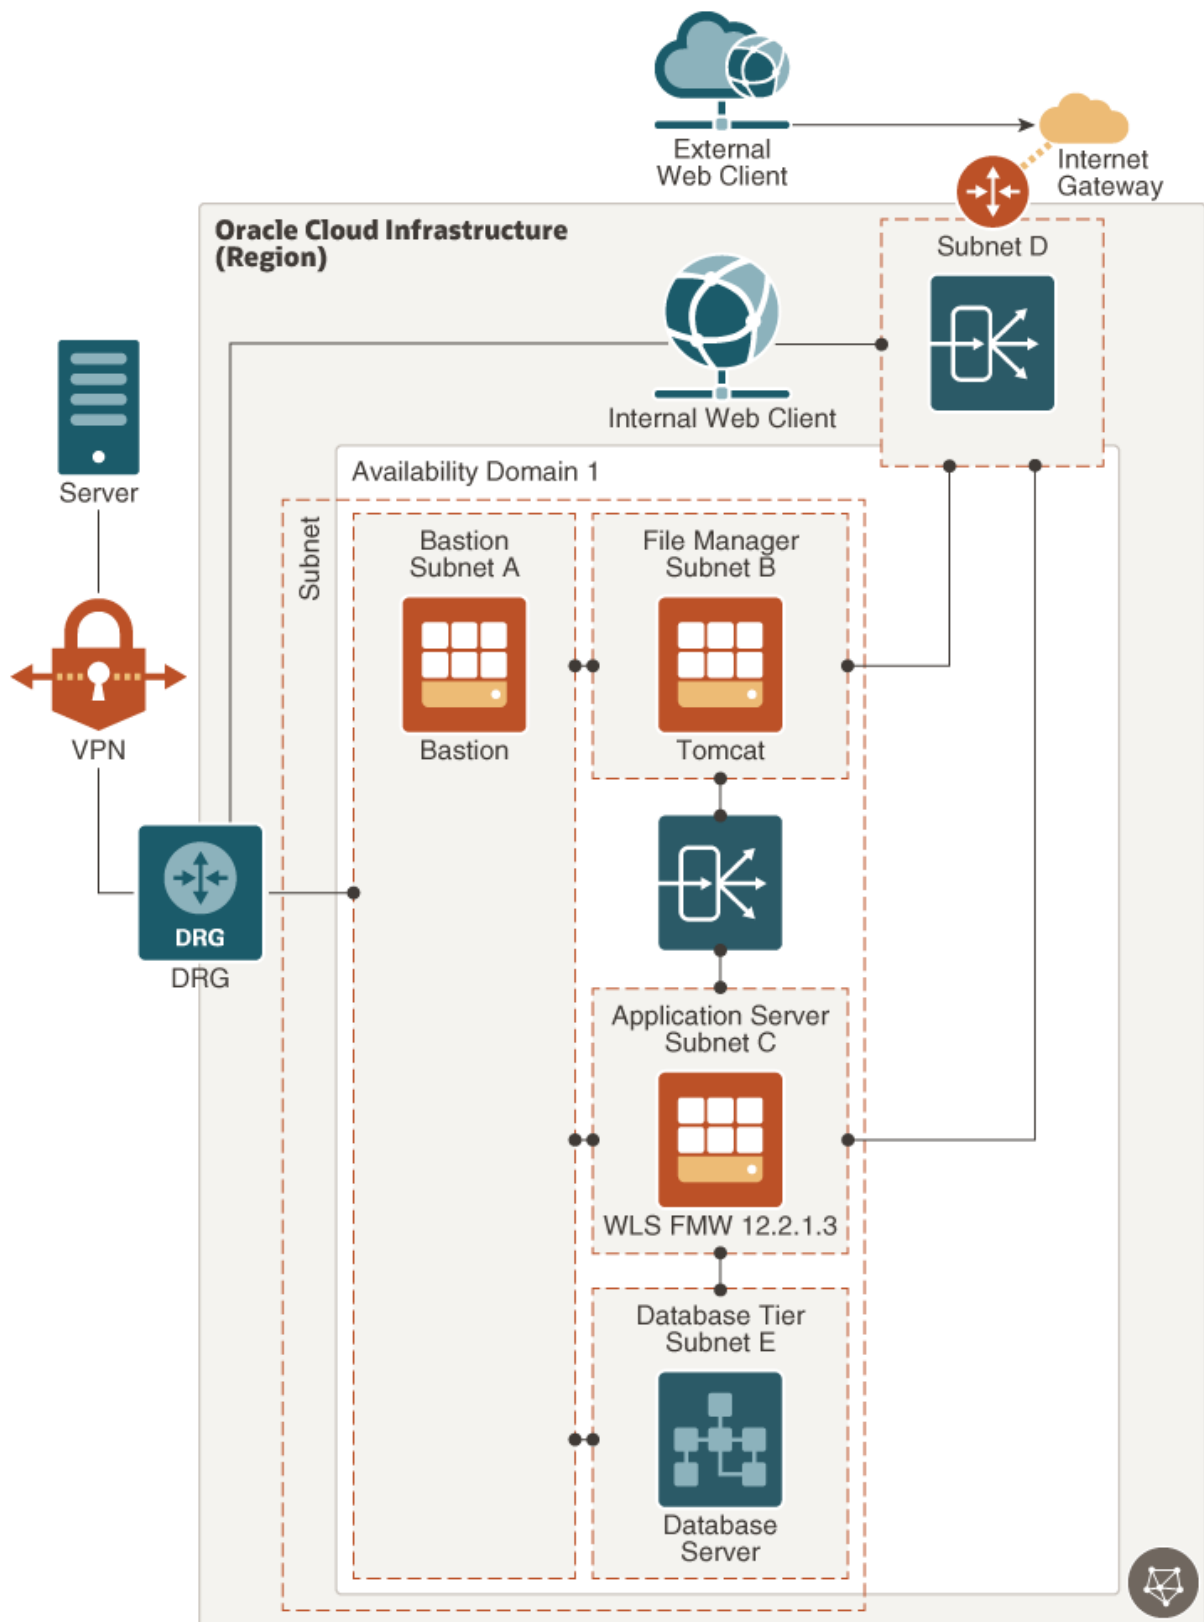 External
Web Client
Internet
Gateway
Oracle Cloud Infrastructure
(Region)
Subnet D
Internal Web Client
Server
Availability Domain 1
Subnet
Bastion
Subnet A
File Manager
Subnet B
Bastion
Tomcat
VPN
DRG
DRG
Application Server
Subnet C
WLS FMW 12.2.1.3
Database Tier
Subnet E
Database
Server